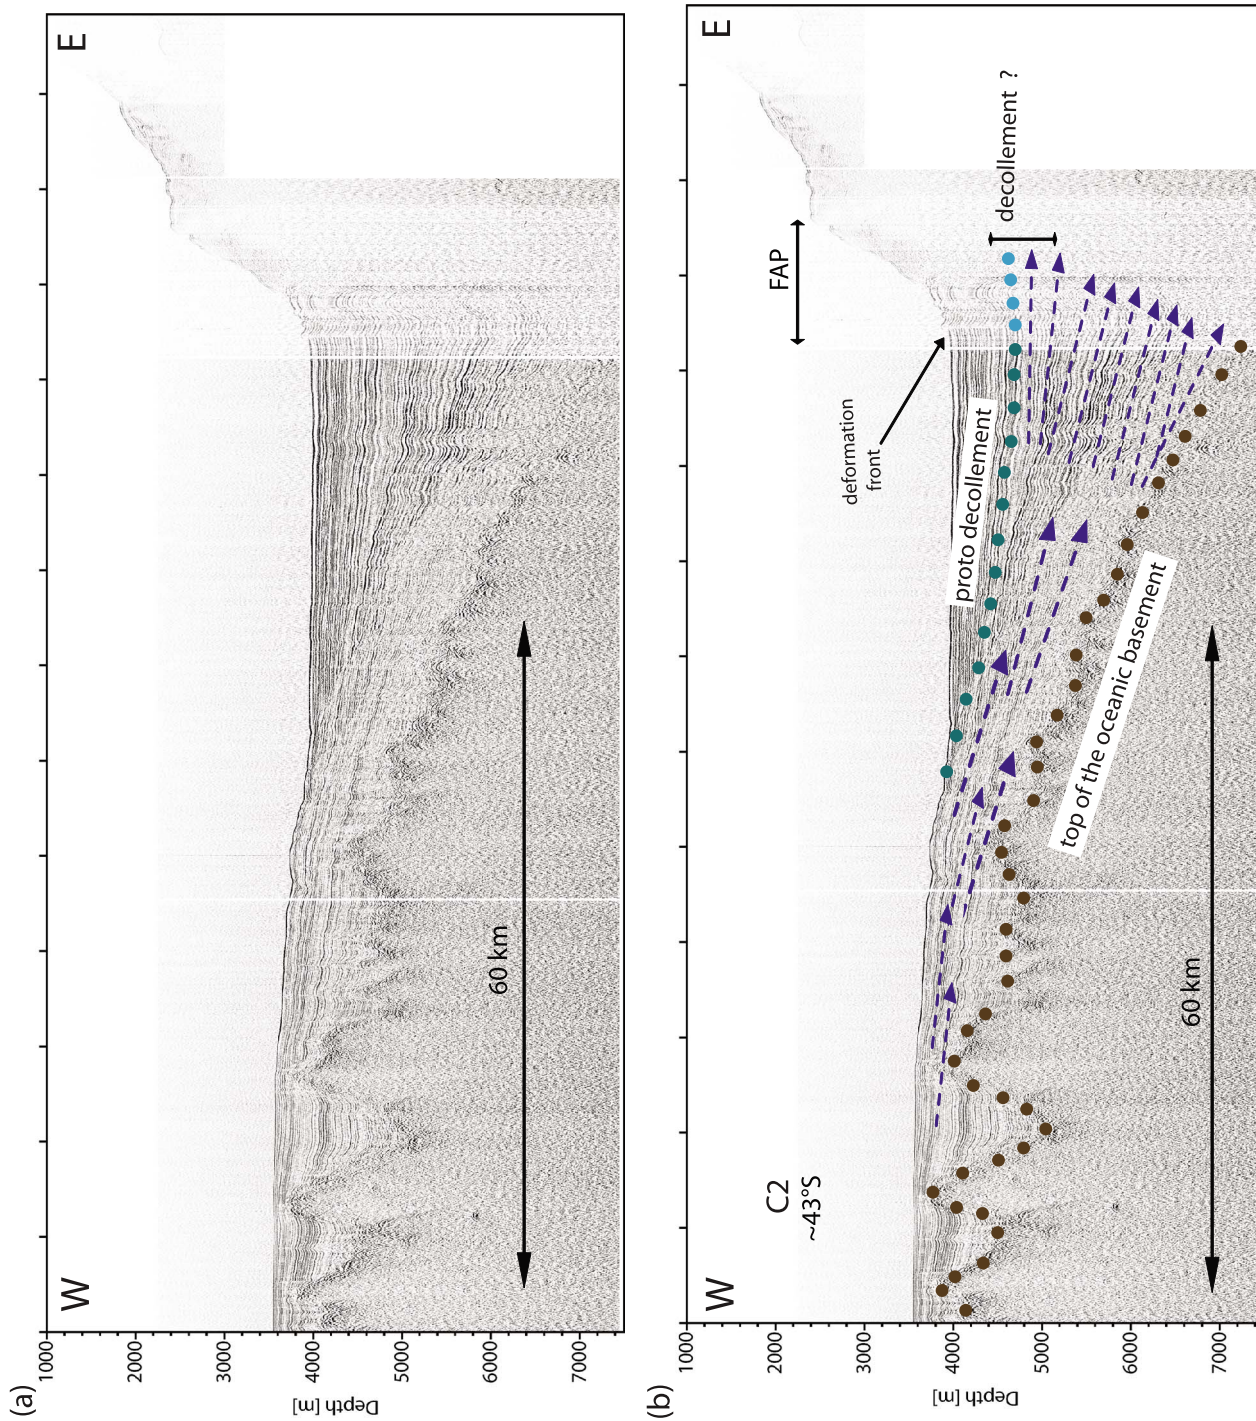 (a)
W
E
1000
2000
3000
4000
5000
6000
7000
Depth [m]
60 km
(b)
W
E
1000
2000
3000
4000
5000
6000
7000
Depth [m]
C2
~43°S
FAP
decollement ?
deformation
front
proto decollement
top of the oceanic basement
60 km